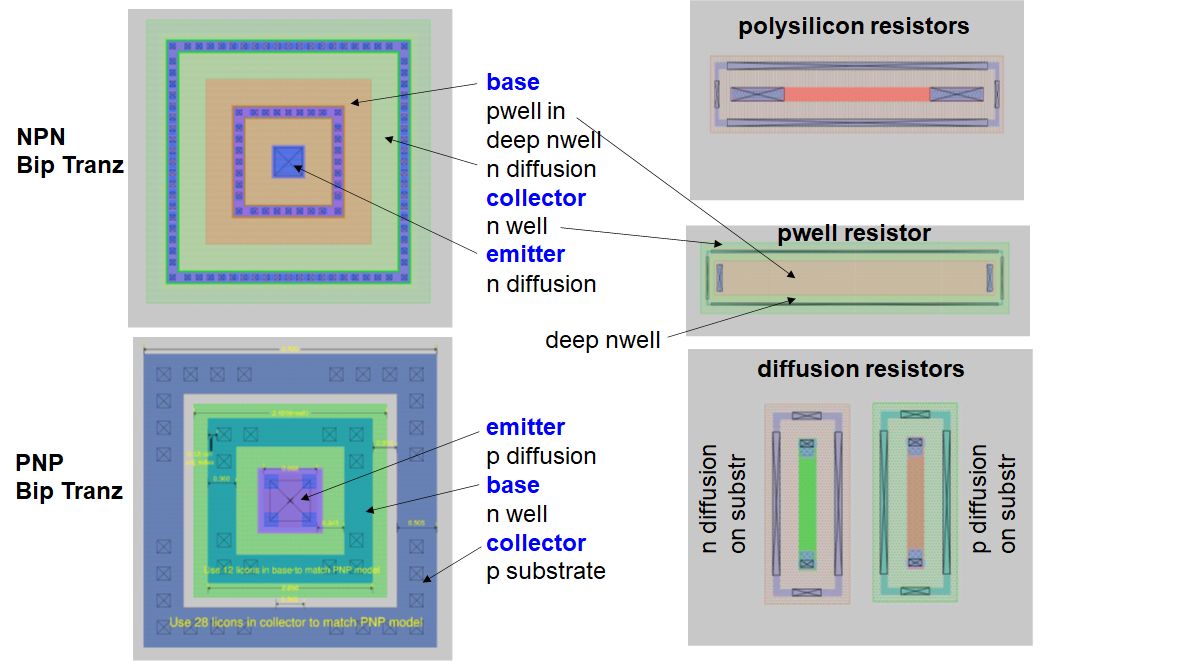 NPN
Bip Tranz
base
pwell in
deep nwell
n diffusion
collector
n well
emitter
n diffusion
polysilicon resistors
pwell resistor
deep nwell
PNP
Bip Tranz
emitter
p diffusion
base
n well
collector
p substrate
Use 12 licons in base to match PNP model
Use 28 licons in collector to match PNP model
diffusion resistors
n diffusion
on substr
p diffusion
on substr